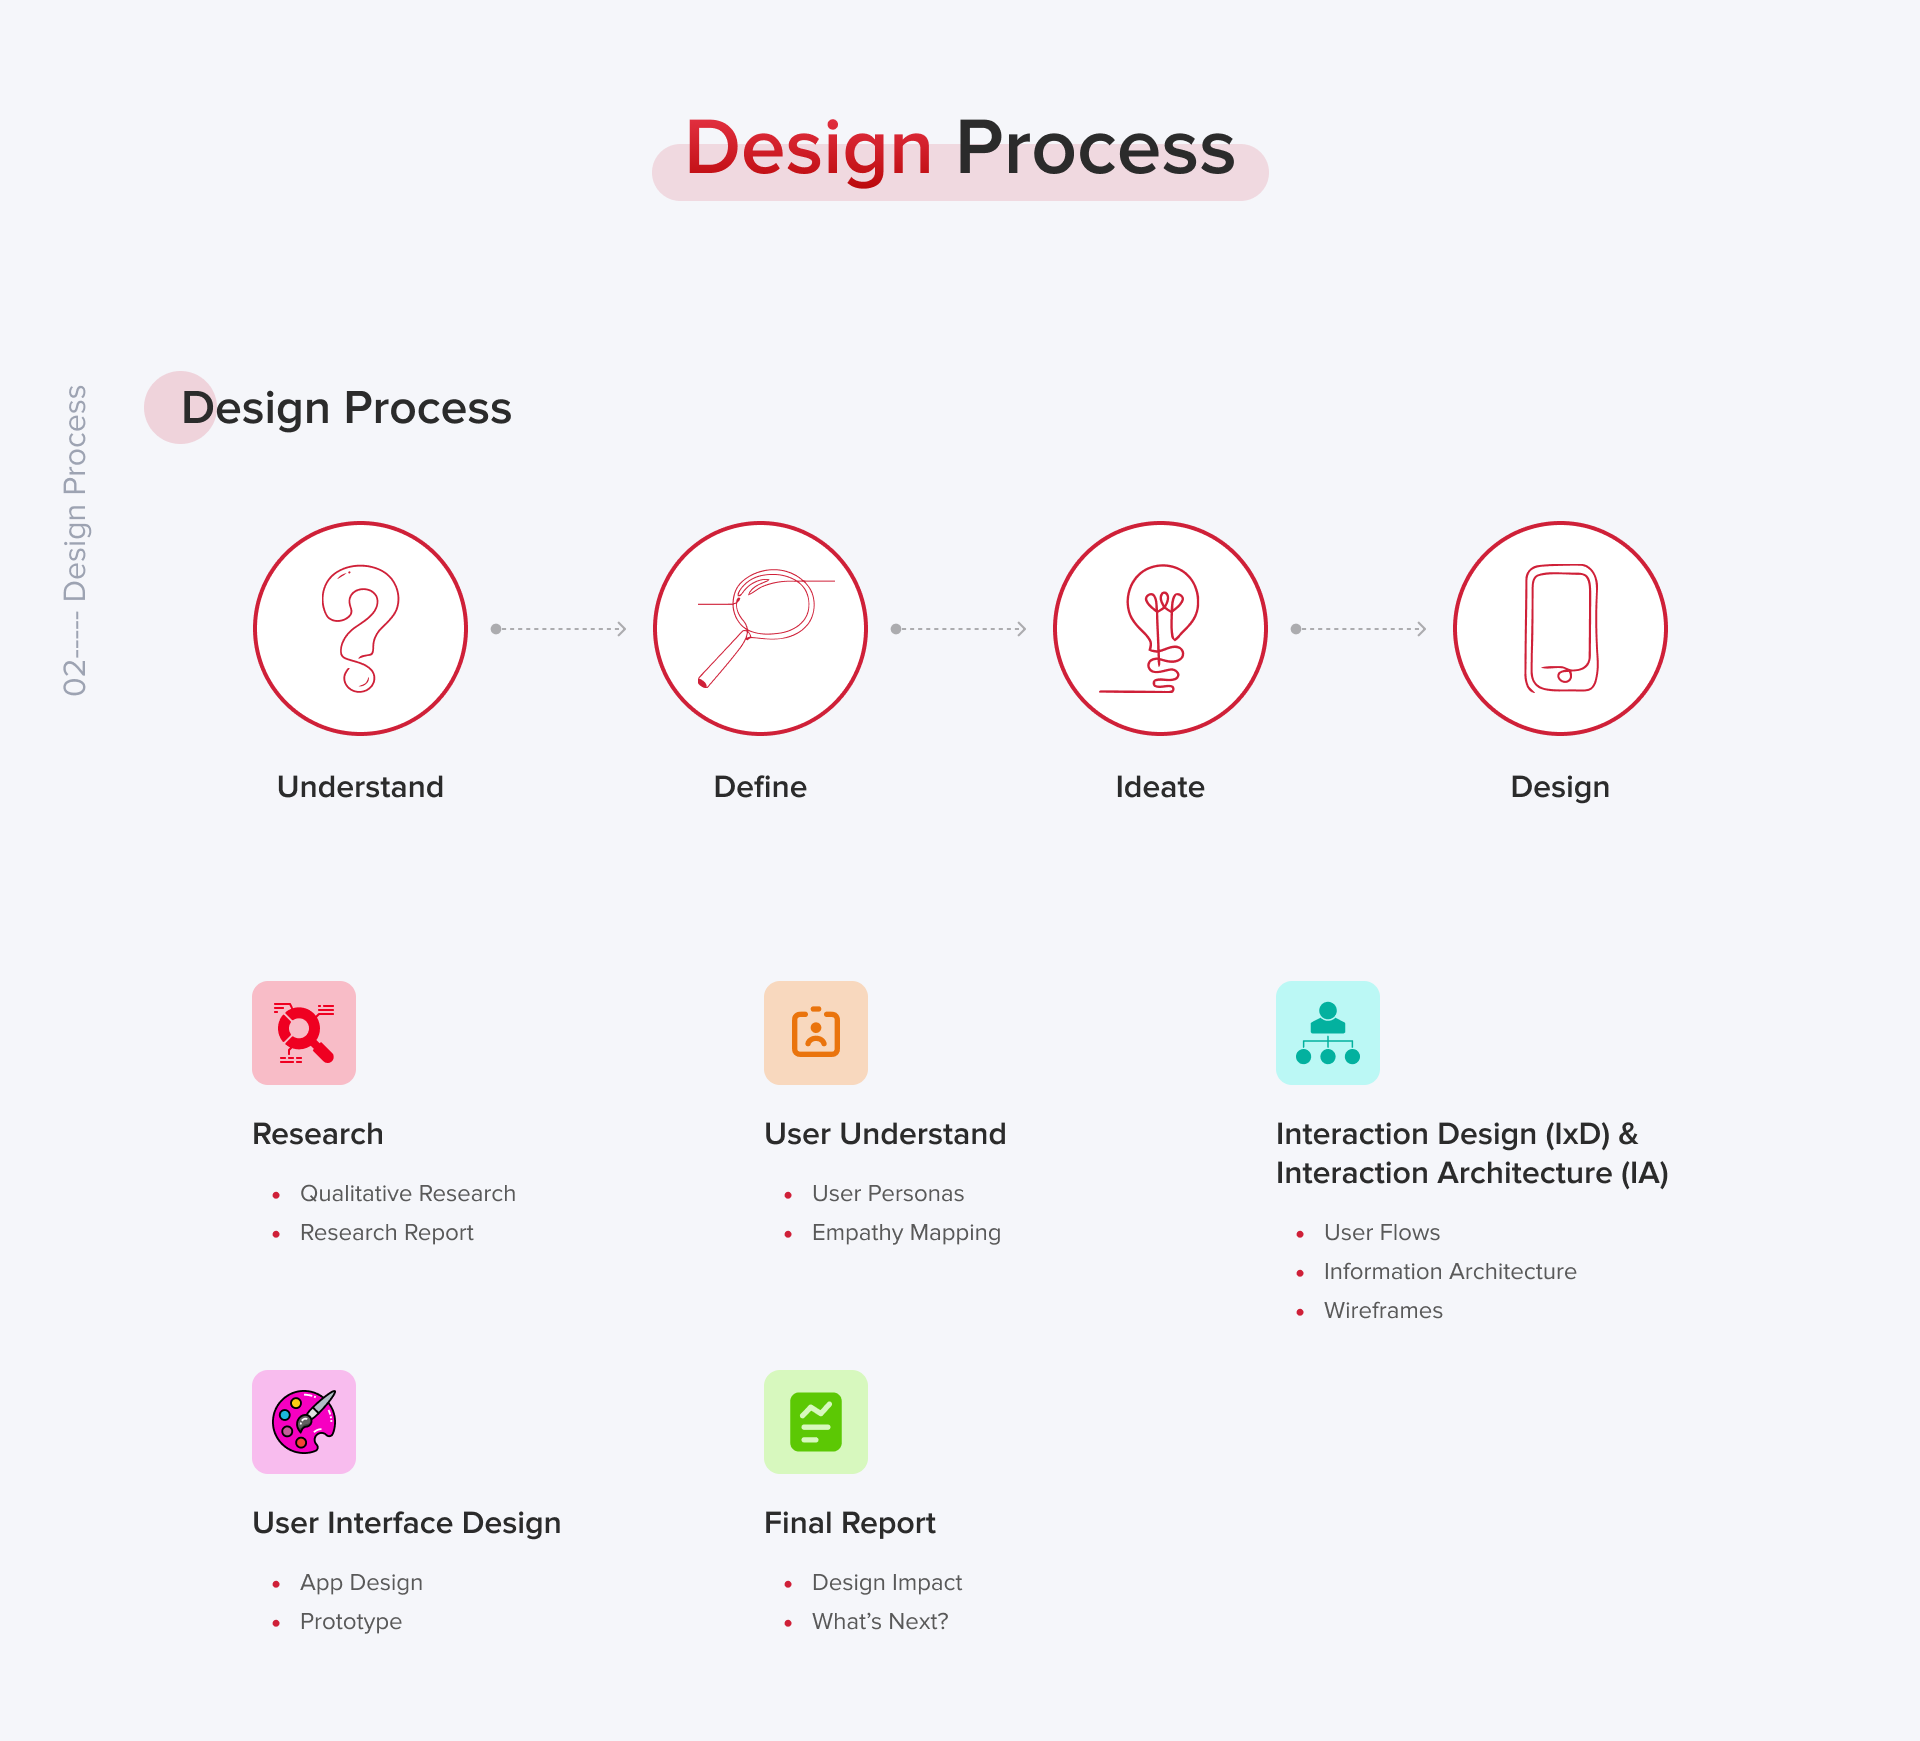 Design Process
02----- Design Process
Design Process
Understand
Define
Ideate
Design
Research
• Qualitative Research
• Research Report
User Understand
• User Personas
• Empathy Mapping
Interaction Design (IxD) &
Interaction Architecture (IA)
• User Flows
• Information Architecture
• Wireframes
User Interface Design
• App Design
• Prototype
Final Report
• Design Impact
• What’s Next?